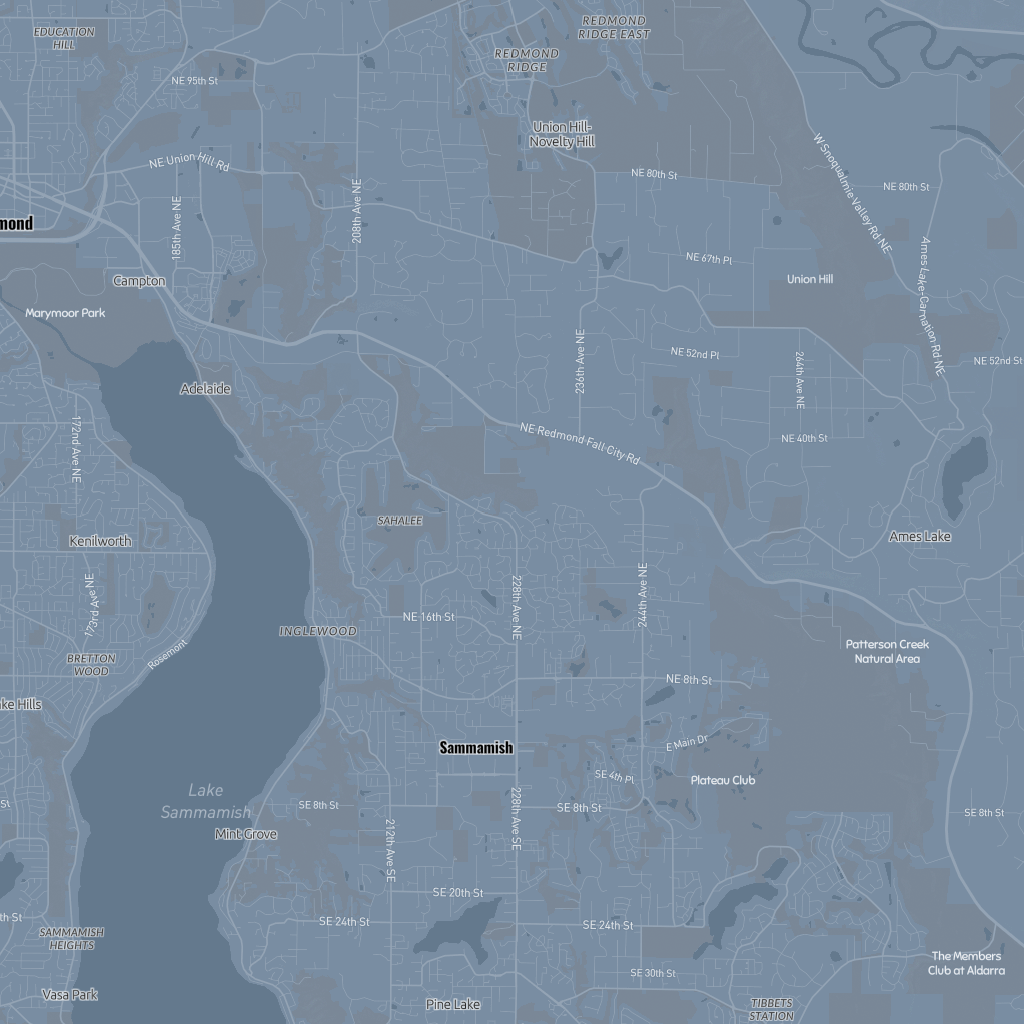 EDUCATION
HILL
REDMOND
RIDGE EAST
REDMOND
RIDGE
NE 95th St
Union Hill-
Novelty Hill
W Snoqualmie Valley Rd NE
NE Union Hill Rd
NE 80th St
NE 80th St
mond
185th Ave NE
208th Ave NE
NE 67th Pl
Ames Lake-Carnation Rd NE
Campton
Union Hill
Marymoor Park
236th Ave NE
NE 52nd Pl
264th Ave NE
NE 52nd St
Adelaide
172nd Ave NE
NE Redmond Fall City Rd
NE 40th St
SAHALEE
Kenilworth
Ames Lake
173rd Ave NE
228th Ave NE
244th Ave NE
NE 16th St
INGLEWOOD
Rosemont
BRETTON
WOOD
Patterson Creek
Natural Area
NE 8th St
ke Hills
Sammamish
E Main Dr
SE 4th Pl
Plateau Club
Lake
Sammamish
St
SE 8th St
SE 8th St
SE 8th St
Mint Grove
212th Ave SE
228th Ave SE
SE 20th St
th St
SE 24th St
SE 24th St
SAMMAMISH
HEIGHTS
The Members
Club at Aldarra
SE 30th St
Vasa Park
Pine Lake
TIBBETS
STATION